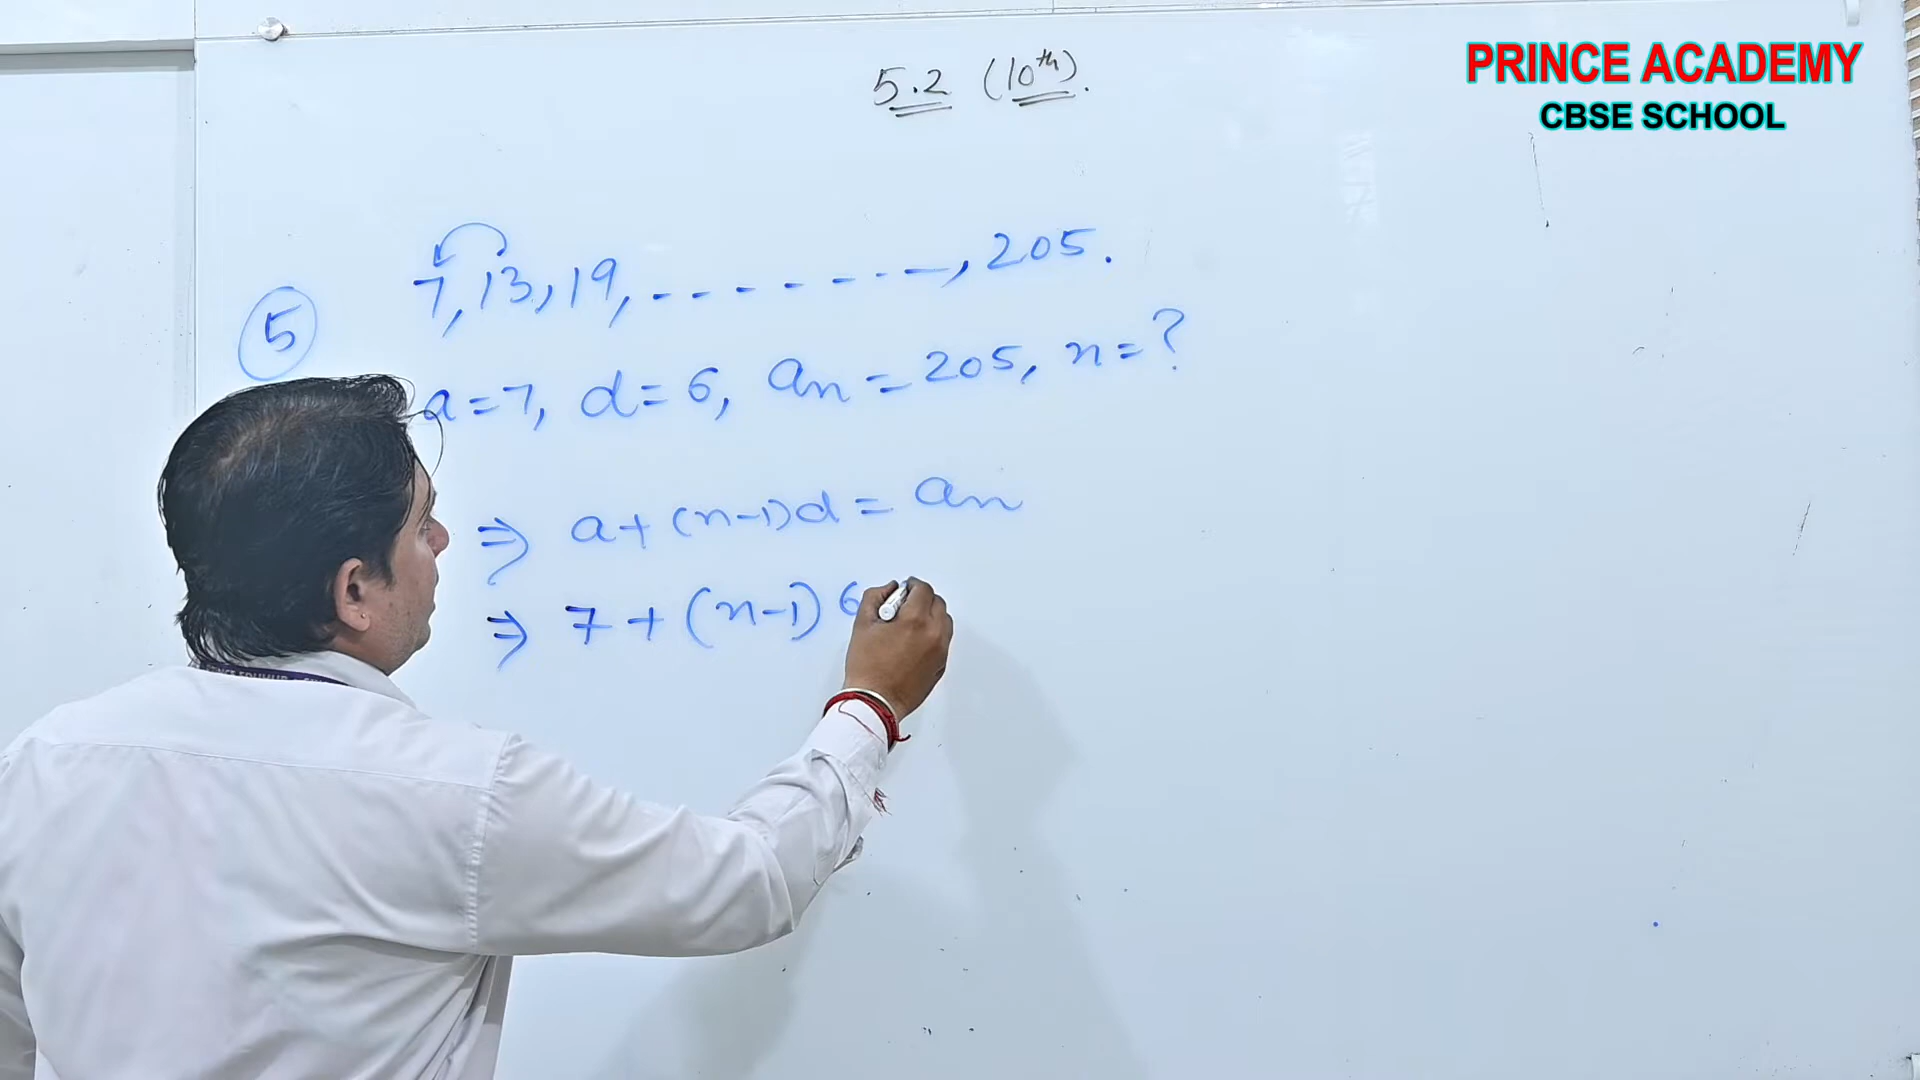 5.2 (10th).
PRINCE ACADEMY
CBSE SCHOOL
5
7, 13, 19, - - - - - - - -, 205.
a = 7, d = 6, an = 205, n = ?
⇒ a + (n-1)d = an
⇒ 7 + (n-1) 6